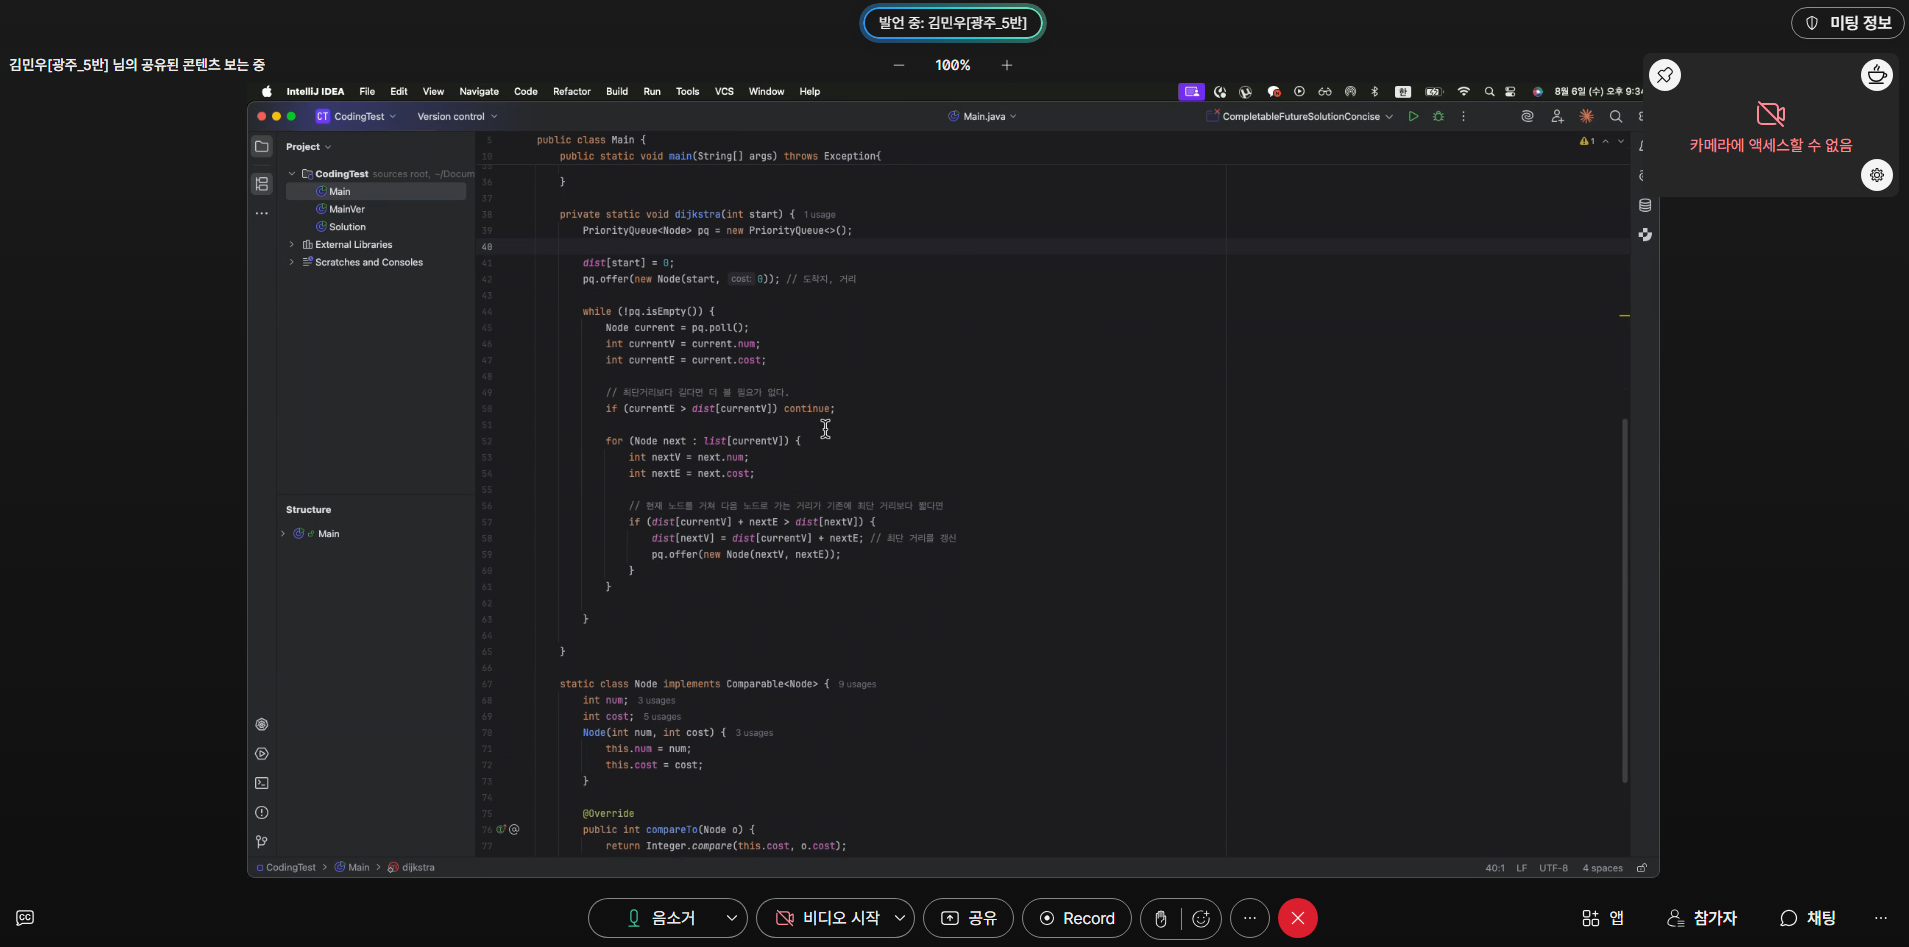 발언 중: 김민우[광주_5반]
미팅 정보
김민우[광주_5반] 님의 공유된 콘텐츠 보는 중
100%
IntelliJ IDEA File Edit View Navigate Code Refactor Build Run Tools VCS Window Help
8월 6일 (수) 오후 9:34
CT CodingTest Version control
Main.java
CompletableFutureSolutionConcise
카메라에 액세스할 수 없음
Project
CodingTest sources root, ~/Docum
Main
MainVer
Solution
External Libraries
Scratches and Consoles
Structure
Main
1
5 public class Main {
10 public static void main(String[] args) throws Exception{
36 }
37
38 private static void dijkstra(int start) { 1 usage
39 PriorityQueue<Node> pq = new PriorityQueue<>();
40
41 dist[start] = 0;
42 pq.offer(new Node(start, cost: 0)); // 도착지, 거리
43
44 while (!pq.isEmpty()) {
45 Node current = pq.poll();
46 int currentV = current.num;
47 int currentE = current.cost;
48
49 // 최단거리보다 길다면 더 볼 필요가 없다.
50 if (currentE > dist[currentV]) continue;
51
52 for (Node next : list[currentV]) {
53 int nextV = next.num;
54 int nextE = next.cost;
55
56 // 현재 노드를 거쳐 다음 노드로 가는 거리가 기존에 최단 거리보다 짧다면
57 if (dist[currentV] + nextE > dist[nextV]) {
58 dist[nextV] = dist[currentV] + nextE; // 최단 거리를 갱신
59 pq.offer(new Node(nextV, nextE));
60 }
61 }
62
63 }
64
65 }
66
67 static class Node implements Comparable<Node> { 9 usages
68 int num; 3 usages
69 int cost; 5 usages
70 Node(int num, int cost) { 3 usages
71 this.num = num;
72 this.cost = cost;
73 }
74
75 @Override
76 public int compareTo(Node o) {
77 return Integer.compare(this.cost, o.cost);
CodingTest > Main > dijkstra
40:1 LF UTF-8 4 spaces
CC
음소거
비디오 시작
공유
Record
앱
참가자
채팅